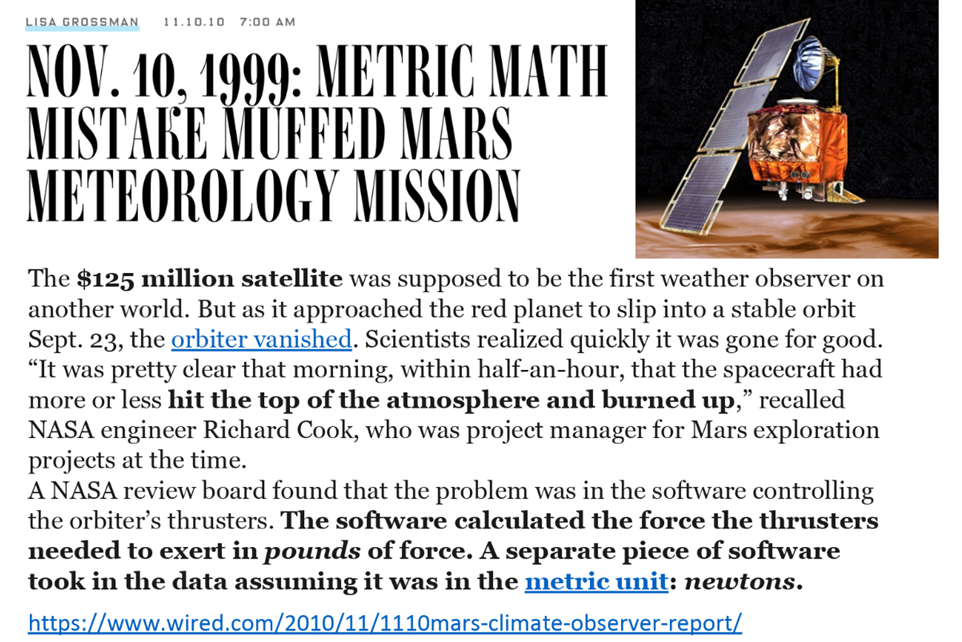 LISA GROSSMAN 11.10.10 7:00 AM
NOV. 10, 1999: METRIC MATH
MISTAKE MUFFED MARS
METEOROLOGY MISSION
The $125 million satellite was supposed to be the first weather observer on
another world. But as it approached the red planet to slip into a stable orbit
Sept. 23, the orbiter vanished. Scientists realized quickly it was gone for good.
“It was pretty clear that morning, within half-an-hour, that the spacecraft had
more or less hit the top of the atmosphere and burned up,” recalled
NASA engineer Richard Cook, who was project manager for Mars exploration
projects at the time.
A NASA review board found that the problem was in the software controlling
the orbiter’s thrusters. The software calculated the force the thrusters
needed to exert in pounds of force. A separate piece of software
took in the data assuming it was in the metric unit: newtons.
https://www.wired.com/2010/11/1110mars-climate-observer-report/